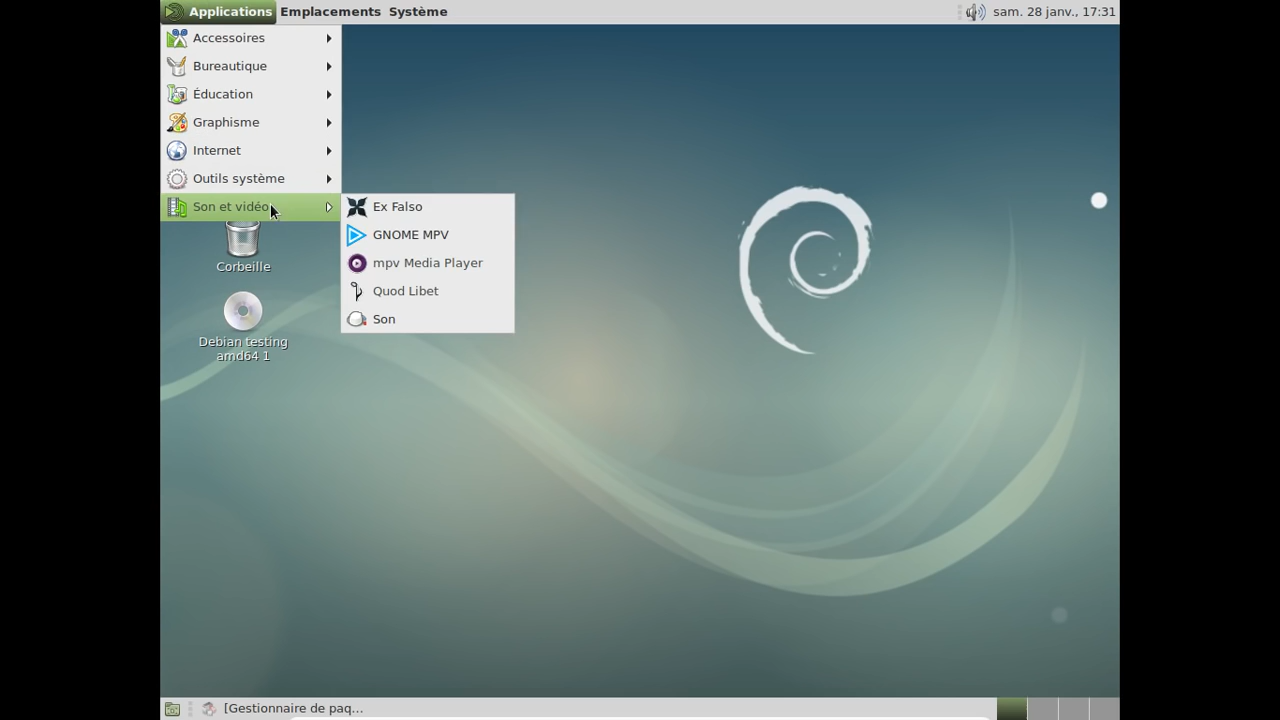 Applications Emplacements Système sam. 28 janv., 17:31
Accessoires
Bureautique
Éducation
Graphisme
Internet
Outils système
Son et vidéo
Ex Falso
GNOME MPV
mpv Media Player
Quod Libet
Son
Corbeille
Debian testing
amd64 1
[Gestionnaire de paq...